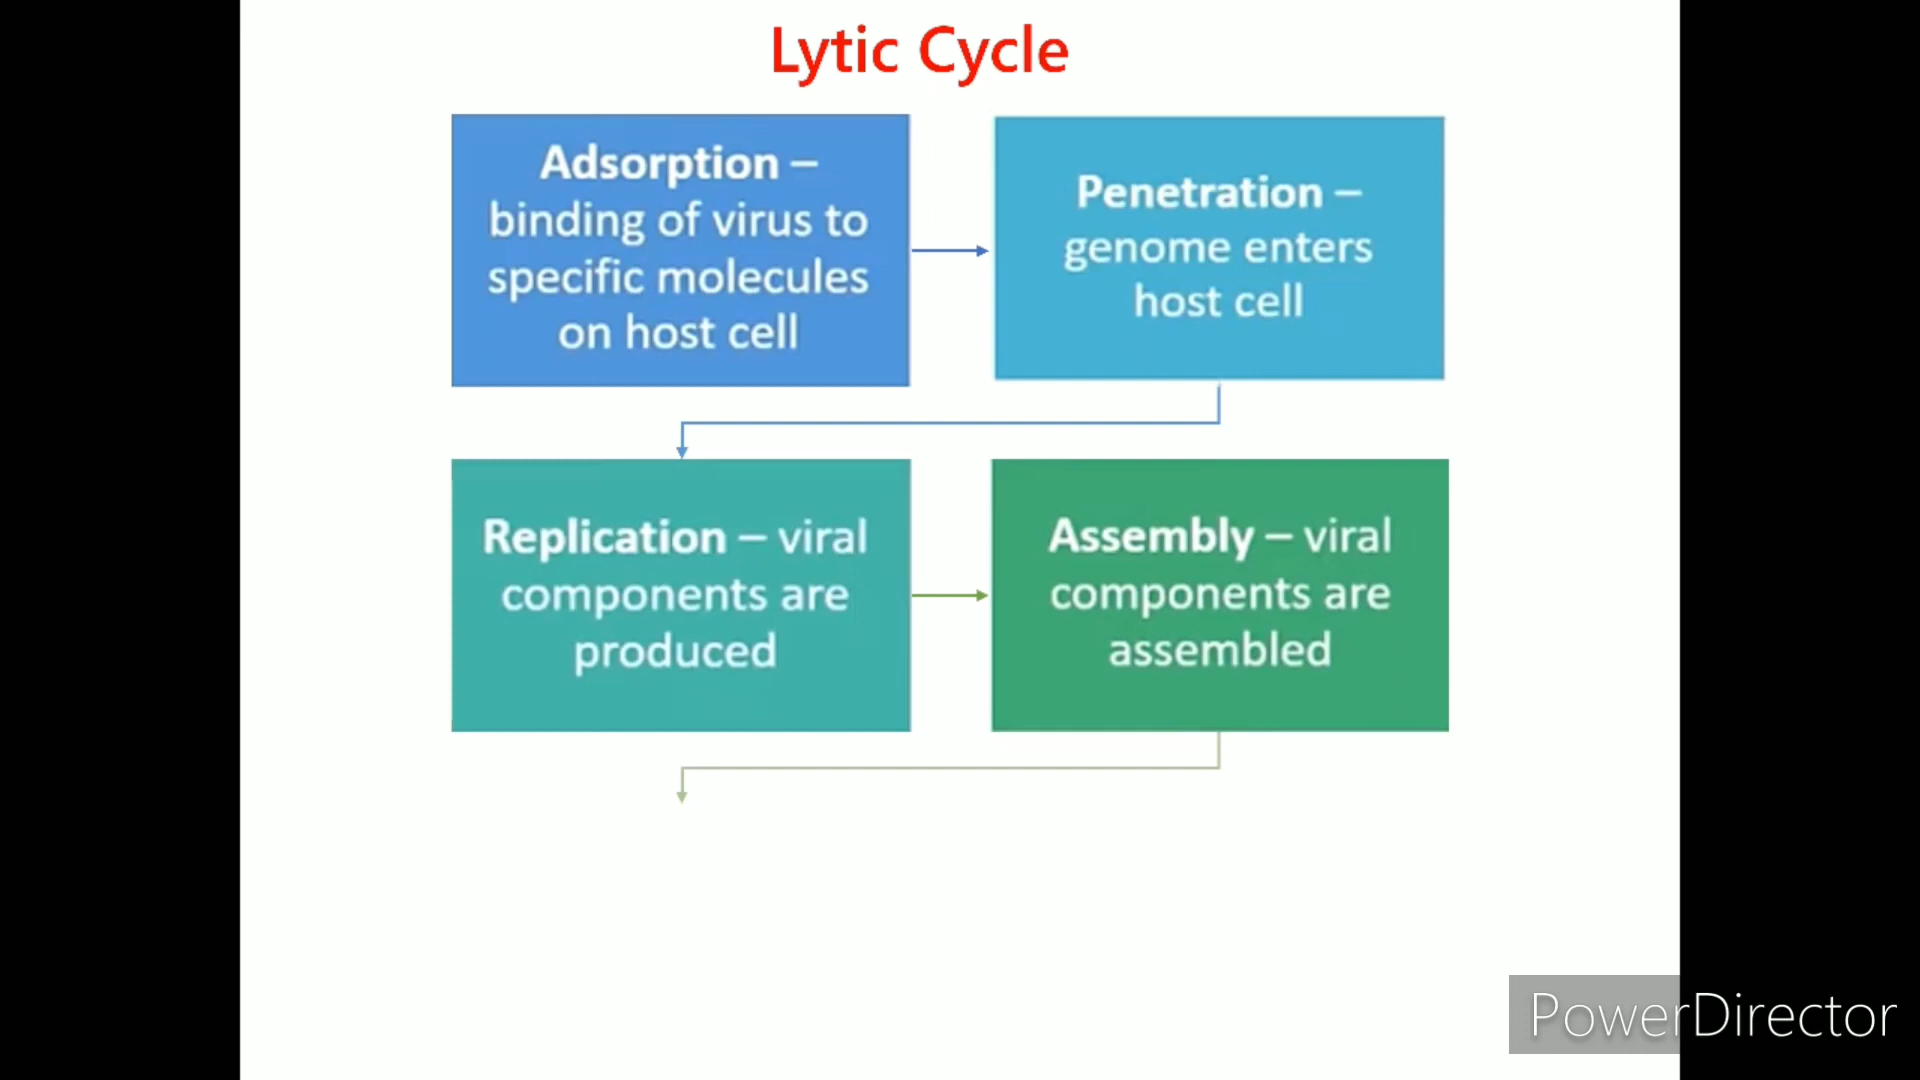 Lytic Cycle
Adsorption –
binding of virus to
specific molecules
on host cell
Penetration –
genome enters
host cell
Replication – viral
components are
produced
Assembly – viral
components are
assembled
PowerDirector